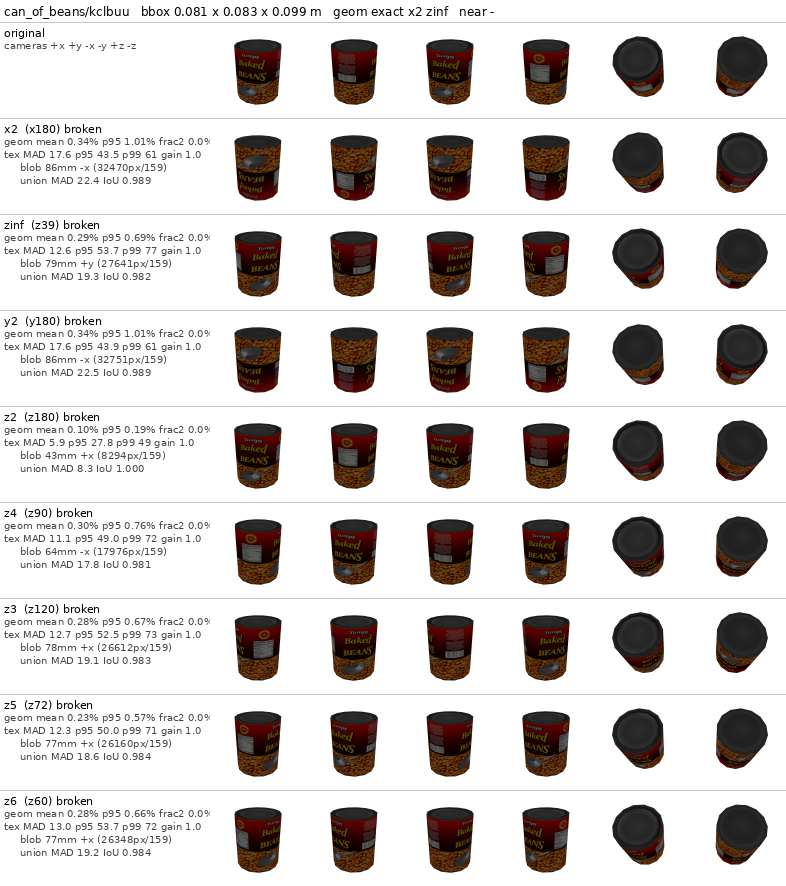 can_of_beans/kclbuu bbox 0.081 x 0.083 x 0.099 m geom exact x2 zinf near -
original
cameras +x +y -x -y +z -z
Baked
BEANS
Baked
BEANS
x2 (x180) broken
geom mean 0.34% p95 1.01% frac2 0.0%
tex MAD 17.6 p95 43.5 p99 61 gain 1.0
blob 86mm -x (32470px/159)
union MAD 22.4 IoU 0.989
zinf (z39) broken
geom mean 0.29% p95 0.69% frac2 0.0%
tex MAD 12.6 p95 53.7 p99 77 gain 1.0
blob 79mm +y (27641px/159)
union MAD 19.3 IoU 0.982
y2 (y180) broken
geom mean 0.34% p95 1.01% frac2 0.0%
tex MAD 17.6 p95 43.9 p99 61 gain 1.0
blob 86mm -x (32751px/159)
union MAD 22.5 IoU 0.989
z2 (z180) broken
geom mean 0.10% p95 0.19% frac2 0.0%
tex MAD 5.9 p95 27.8 p99 49 gain 1.0
blob 43mm +x (8294px/159)
union MAD 8.3 IoU 1.000
Baked
BEANS
Baked
BEANS
z4 (z90) broken
geom mean 0.30% p95 0.76% frac2 0.0%
tex MAD 11.1 p95 49.0 p99 72 gain 1.0
blob 64mm -x (17976px/159)
union MAD 17.8 IoU 0.981
Baked
BEANS
Baked
BEANS
z3 (z120) broken
geom mean 0.28% p95 0.67% frac2 0.0%
tex MAD 12.7 p95 52.5 p99 73 gain 1.0
blob 78mm +x (26612px/159)
union MAD 19.1 IoU 0.983
Baked
BEANS
Baked
BEANS
z5 (z72) broken
geom mean 0.23% p95 0.57% frac2 0.0%
tex MAD 12.3 p95 50.0 p99 71 gain 1.0
blob 77mm +x (26160px/159)
union MAD 18.6 IoU 0.984
z6 (z60) broken
geom mean 0.28% p95 0.66% frac2 0.0%
tex MAD 13.0 p95 53.7 p99 72 gain 1.0
blob 77mm +x (26348px/159)
union MAD 19.2 IoU 0.984